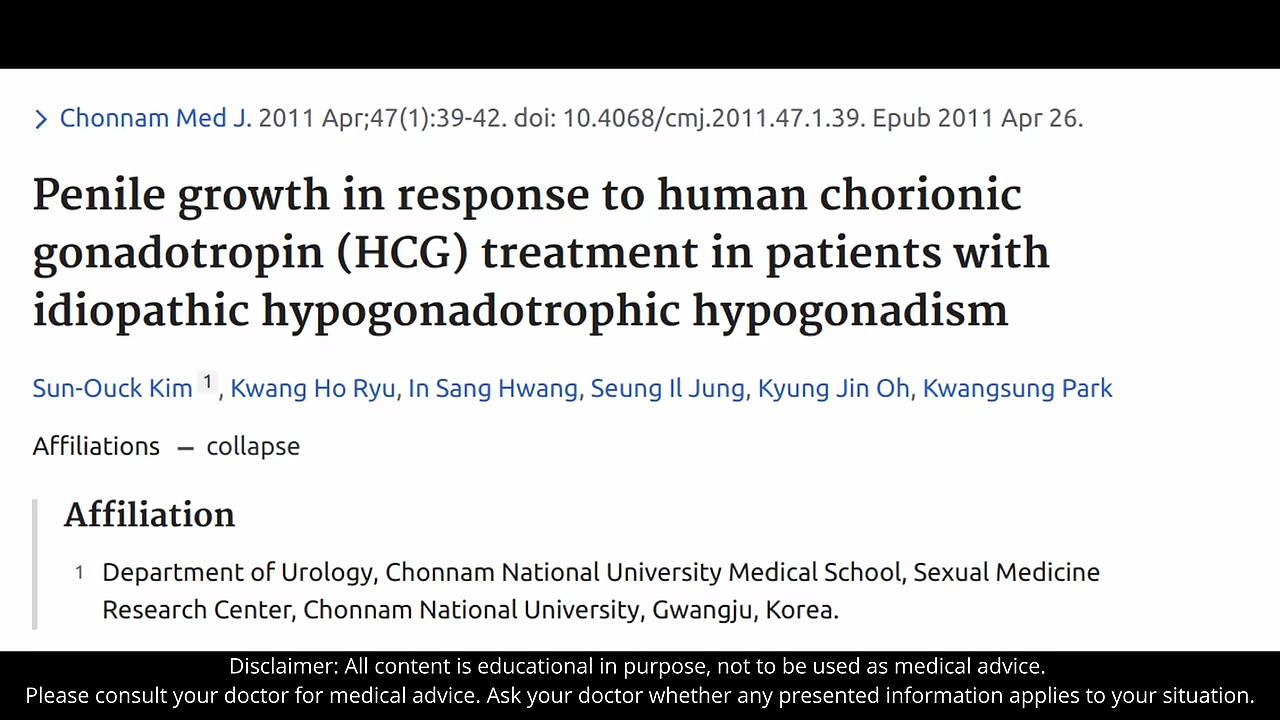 Chonnam Med J. 2011 Apr;47(1):39-42. doi: 10.4068/cmj.2011.47.1.39. Epub 2011 Apr 26.
Penile growth in response to human chorionic
gonadotropin (HCG) treatment in patients with
idiopathic hypogonadotrophic hypogonadism
Sun-Ouck Kim 1, Kwang Ho Ryu, In Sang Hwang, Seung Il Jung, Kyung Jin Oh, Kwangsung Park
Affiliations – collapse
Affiliation
1 Department of Urology, Chonnam National University Medical School, Sexual Medicine
Research Center, Chonnam National University, Gwangju, Korea.
Disclaimer: All content is educational in purpose, not to be used as medical advice.
Please consult your doctor for medical advice. Ask your doctor whether any presented information applies to your situation.